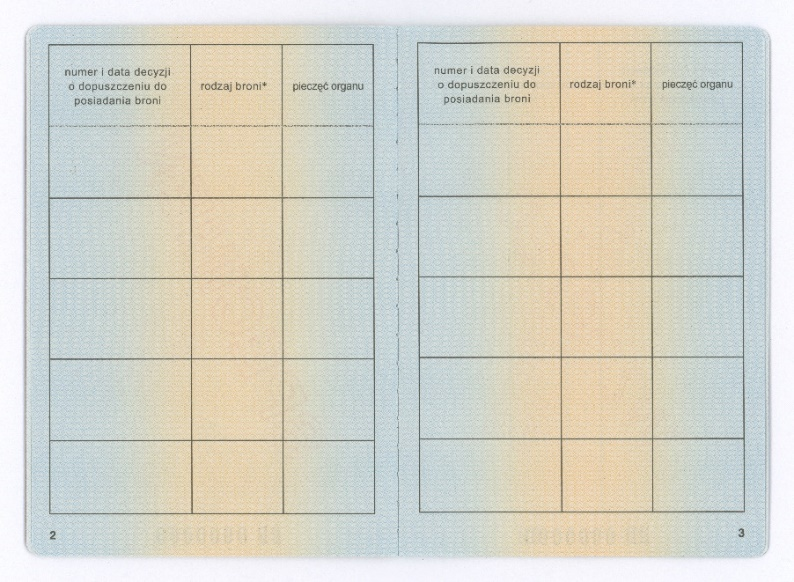 numer i data decyzji
o dopuszczeniu do
posiadania broni
rodzaj broni*
pieczęć organu
2
numer i data decyzji
o dopuszczeniu do
posiadania broni
rodzaj broni*
pieczęć organu
3